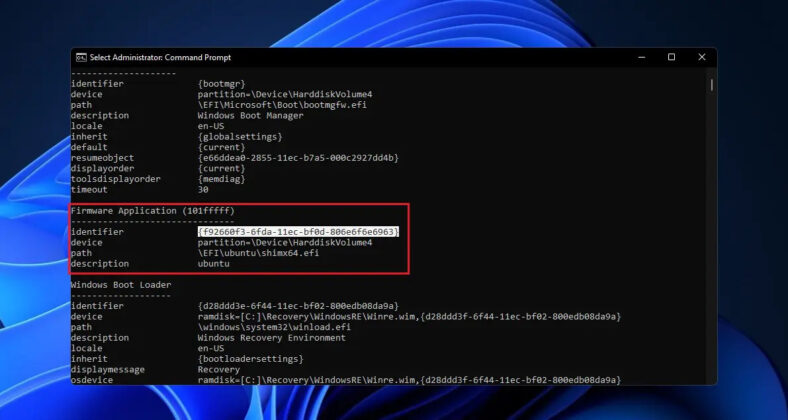 Select Administrator: Command Prompt
--------------------
identifier {bootmgr}
device partition=\Device\HarddiskVolume4
path \EFI\Microsoft\Boot\bootmgfw.efi
description Windows Boot Manager
locale en-US
inherit {globalsettings}
default {current}
resumeobject {e66ddea0-2855-11ec-b7a5-000c2927dd4b}
displayorder {current}
toolsdisplayorder {memdiag}
timeout 30
Firmware Application (101fffff)
-------------------------------
identifier {f92660f3-6fda-11ec-bf0d-806e6f6e6963}
device partition=\Device\HarddiskVolume4
path \EFI\ubuntu\shimx64.efi
description ubuntu
Windows Boot Loader
-------------------
identifier {d28ddd3e-6f44-11ec-bf02-800edb08da9a}
device ramdisk=[C:]\Recovery\WindowsRE\Winre.wim,{d28ddd3f-6f44-11ec-bf02-800edb08da9a}
path \windows\system32\winload.efi
description Windows Recovery Environment
locale en-US
inherit {bootloadersettings}
displaymessage Recovery
osdevice ramdisk=[C:]\Recovery\WindowsRE\Winre.wim,{d28ddd3f-6f44-11ec-bf02-800edb08da9a}